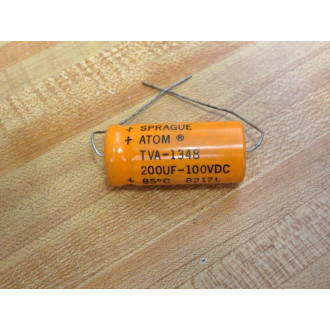 + SPRAGUE
+ ATOM ®
TVA-1348
200UF-100VDC
+ 85°C 8217L